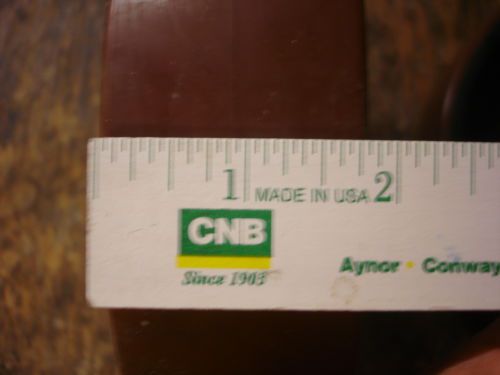 1 MADE IN USA 2
CNB
Since 1903
Aynor • Conway